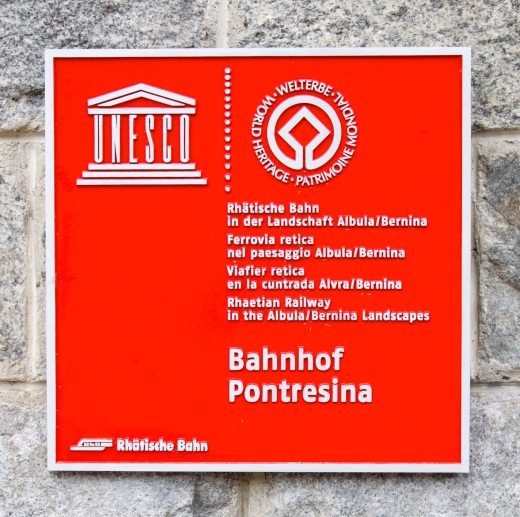 UNESCO
WELTERBE · WORLD HERITAGE · PATRIMOINE MONDIAL ·
Rhätische Bahn
in der Landschaft Albula/Bernina
Ferrovia retica
nel paesaggio Albula/Bernina
Viafier retica
en la cuntrada Alvra/Bernina
Rhaetian Railway
in the Albula/Bernina Landscapes
Bahnhof
Pontresina
Rhätische Bahn